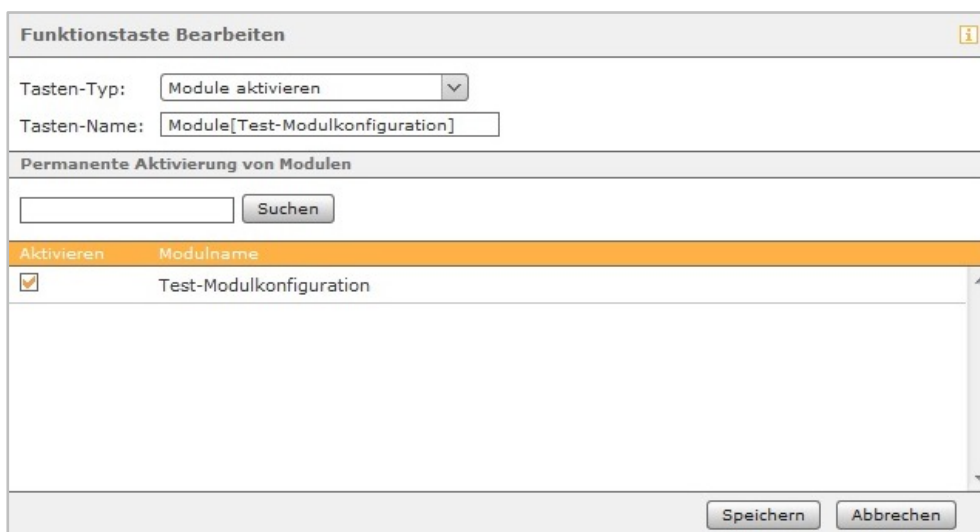 Funktionstaste Bearbeiten
Tasten-Typ: Module aktivieren
Tasten-Name: Module[Test-Modulkonfiguration]
Permanente Aktivierung von Modulen
Suchen
Aktivieren Modulname
Test-Modulkonfiguration
Speichern Abbrechen